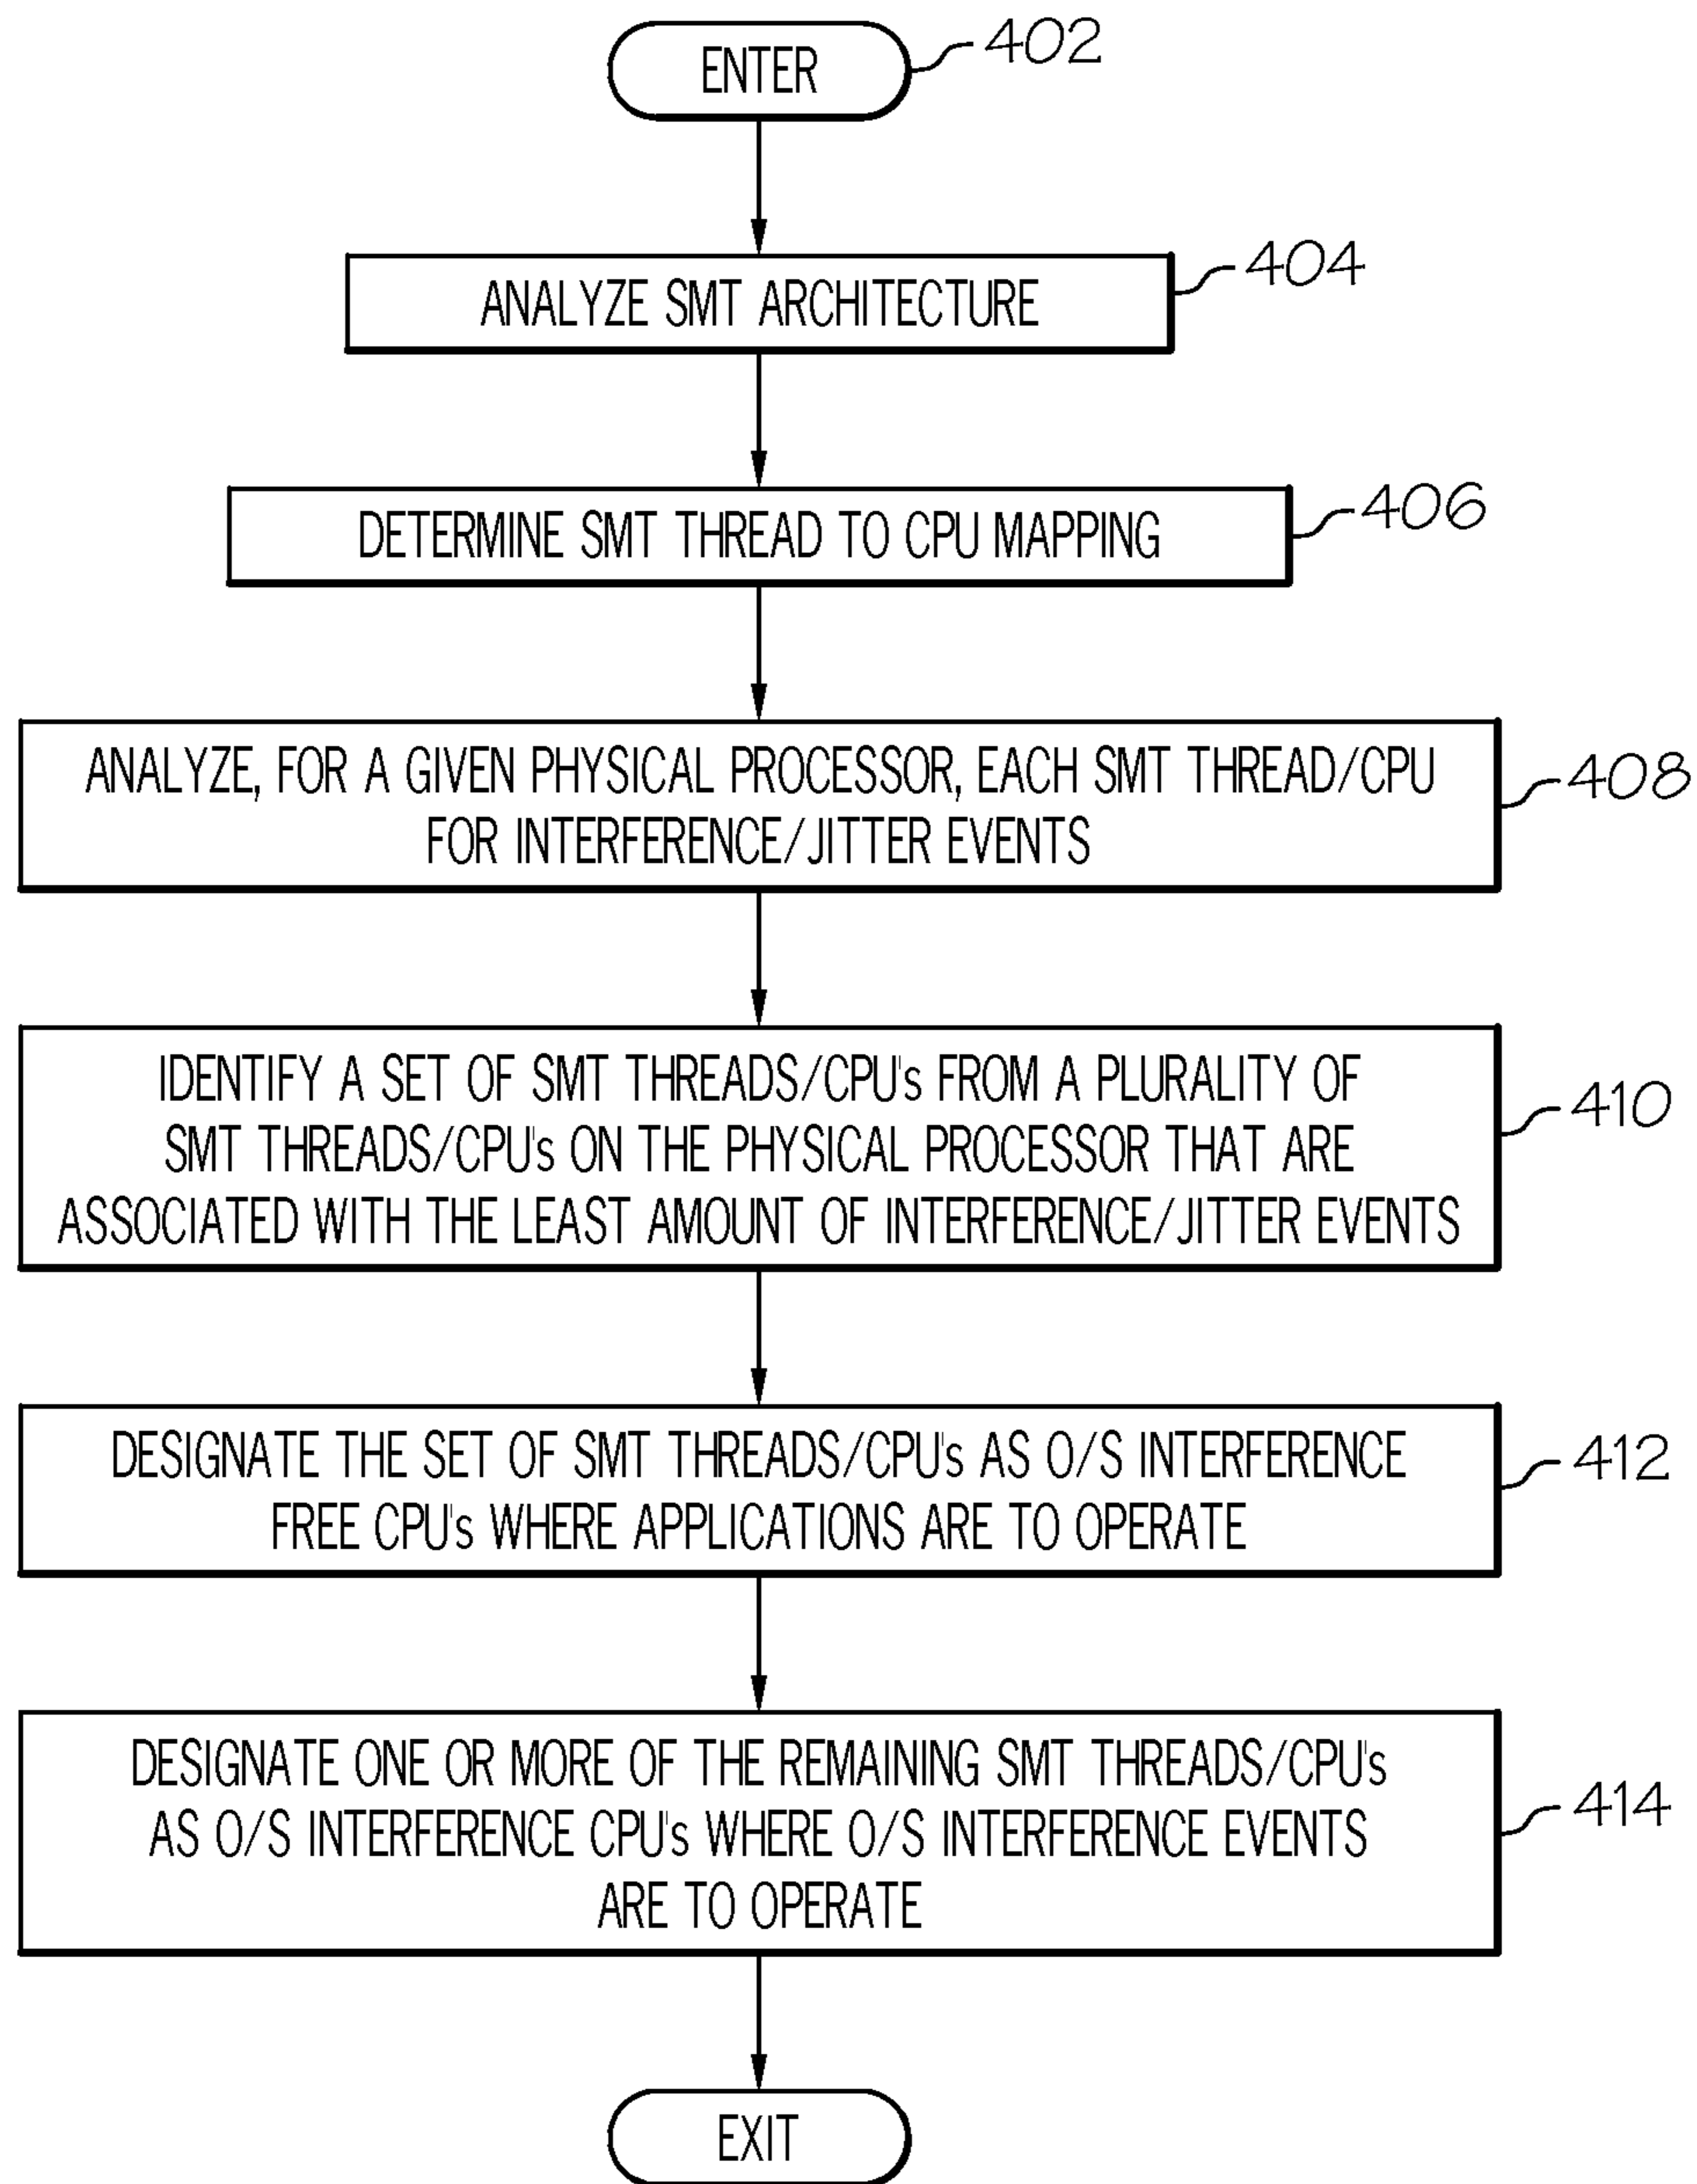 ENTER
402
ANALYZE SMT ARCHITECTURE
404
DETERMINE SMT THREAD TO CPU MAPPING
406
ANALYZE, FOR A GIVEN PHYSICAL PROCESSOR, EACH SMT THREAD/CPU
FOR INTERFERENCE/JITTER EVENTS
408
IDENTIFY A SET OF SMT THREADS/CPU's FROM A PLURALITY OF
SMT THREADS/CPU's ON THE PHYSICAL PROCESSOR THAT ARE
ASSOCIATED WITH THE LEAST AMOUNT OF INTERFERENCE/JITTER EVENTS
410
DESIGNATE THE SET OF SMT THREADS/CPU's AS O/S INTERFERENCE
FREE CPU's WHERE APPLICATIONS ARE TO OPERATE
412
DESIGNATE ONE OR MORE OF THE REMAINING SMT THREADS/CPU's
AS O/S INTERFERENCE CPU's WHERE O/S INTERFERENCE EVENTS
ARE TO OPERATE
414
EXIT